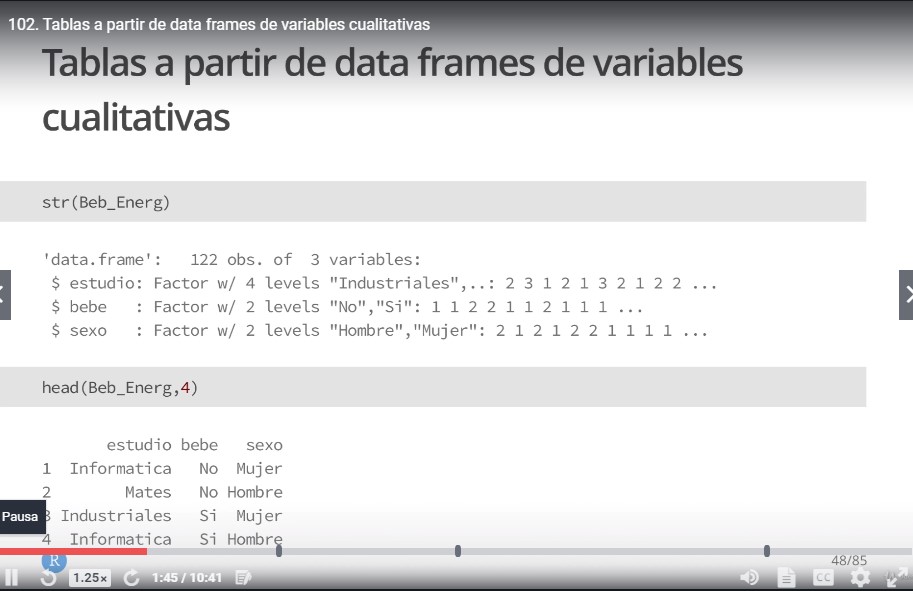 102. Tablas a partir de data frames de variables cualitativas
Tablas a partir de data frames de variables
cualitativas
str(Beb_Energ)
'data.frame':   122 obs. of  3 variables:
 $ estudio: Factor w/ 4 levels "Industriales",..: 2 3 1 2 1 3 2 1 2 2 ...
 $ bebe   : Factor w/ 2 levels "No","Si": 1 1 2 2 1 1 2 1 1 1 ...
 $ sexo   : Factor w/ 2 levels "Hombre","Mujer": 2 1 2 1 2 2 1 1 1 1 ...
head(Beb_Energ,4)
       estudio bebe   sexo
1  Informatica   No  Mujer
2        Mates   No Hombre
Pausa
3 Industriales   Si  Mujer
4  Informatica   Si Hombre
R
48/85
1.25x
1:45 / 10:41
CC